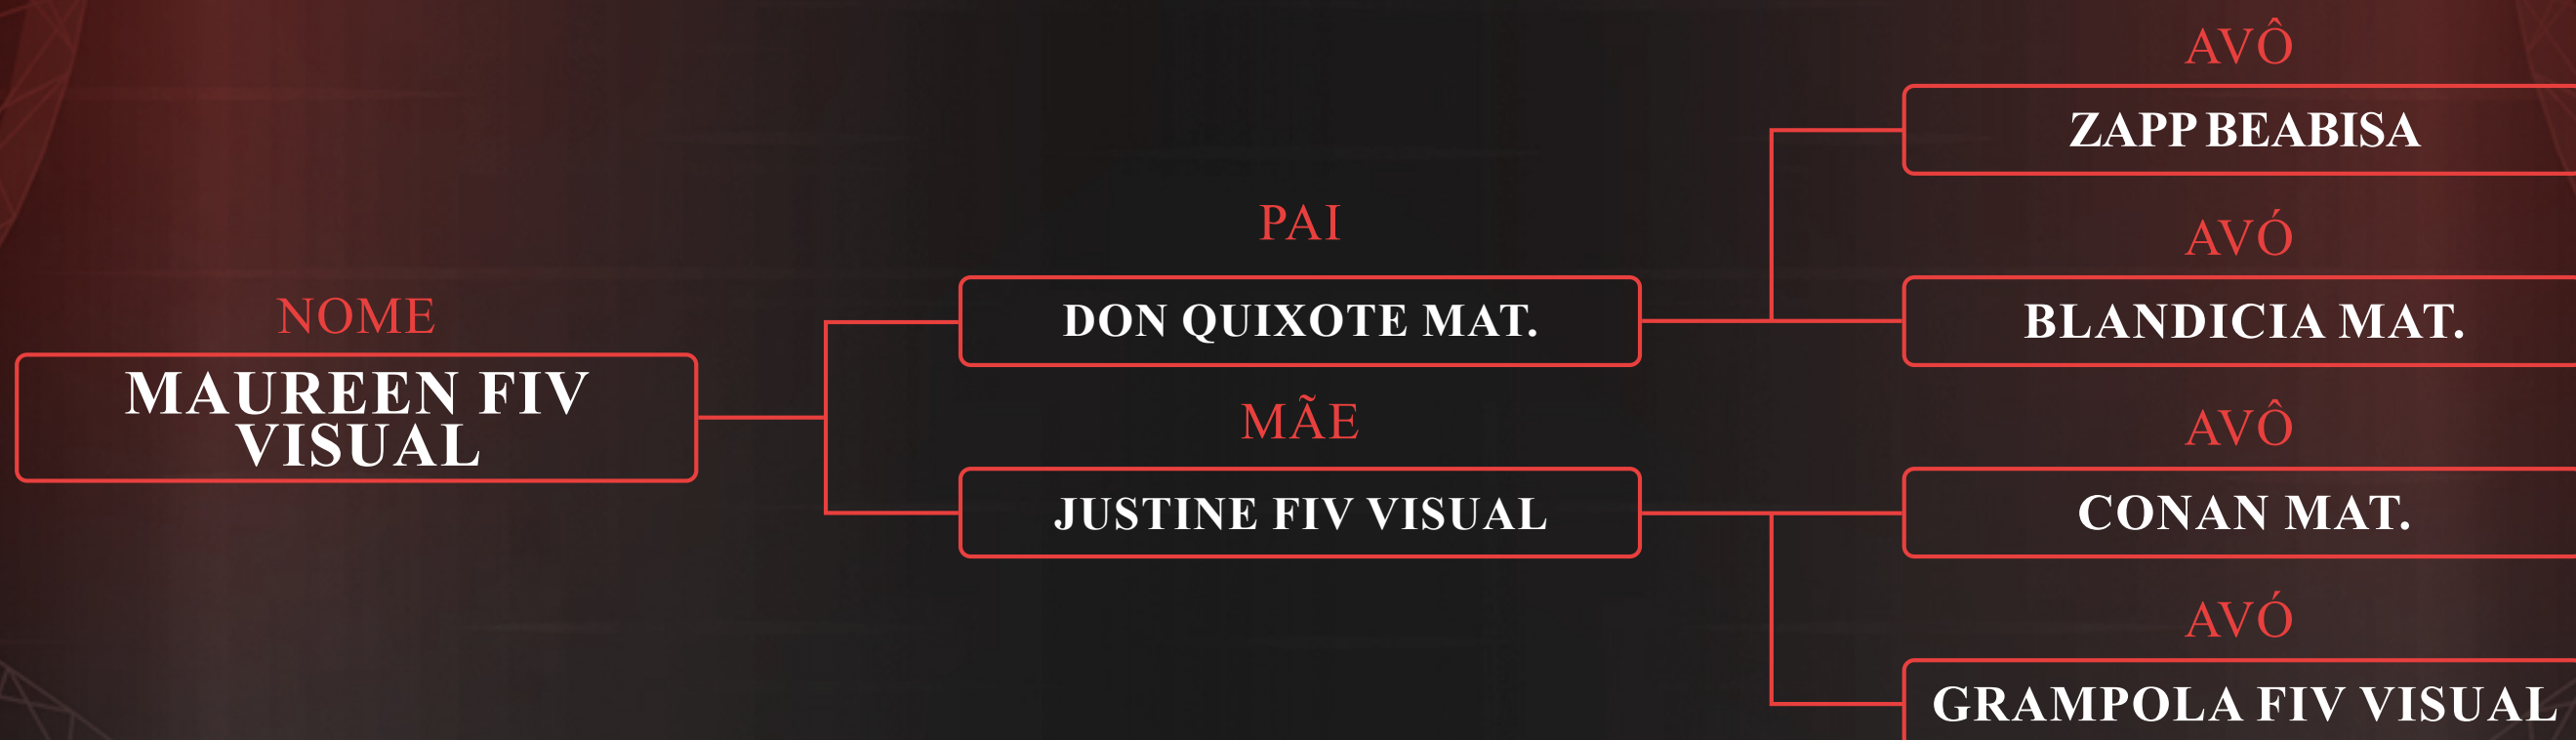 NOME
MAUREEN FIV
VISUAL
PAI
DON QUIXOTE MAT.
MÃE
JUSTINE FIV VISUAL
AVÔ
ZAPP BEABISA
AVÓ
BLANDICIA MAT.
AVÔ
CONAN MAT.
AVÓ
GRAMPOLA FIV VISUAL